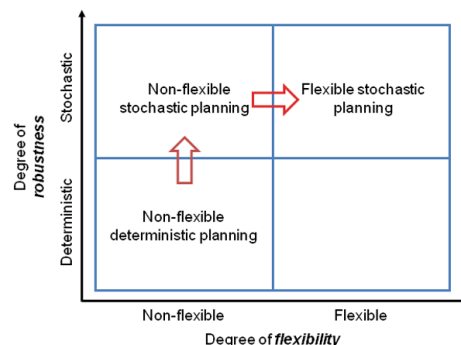 Degree of
robustness
Stochastic
Deterministic
Non-flexible
stochastic planning
Flexible stochastic
planning
Non-flexible
deterministic planning
Non-flexible
Flexible
Degree of flexibility